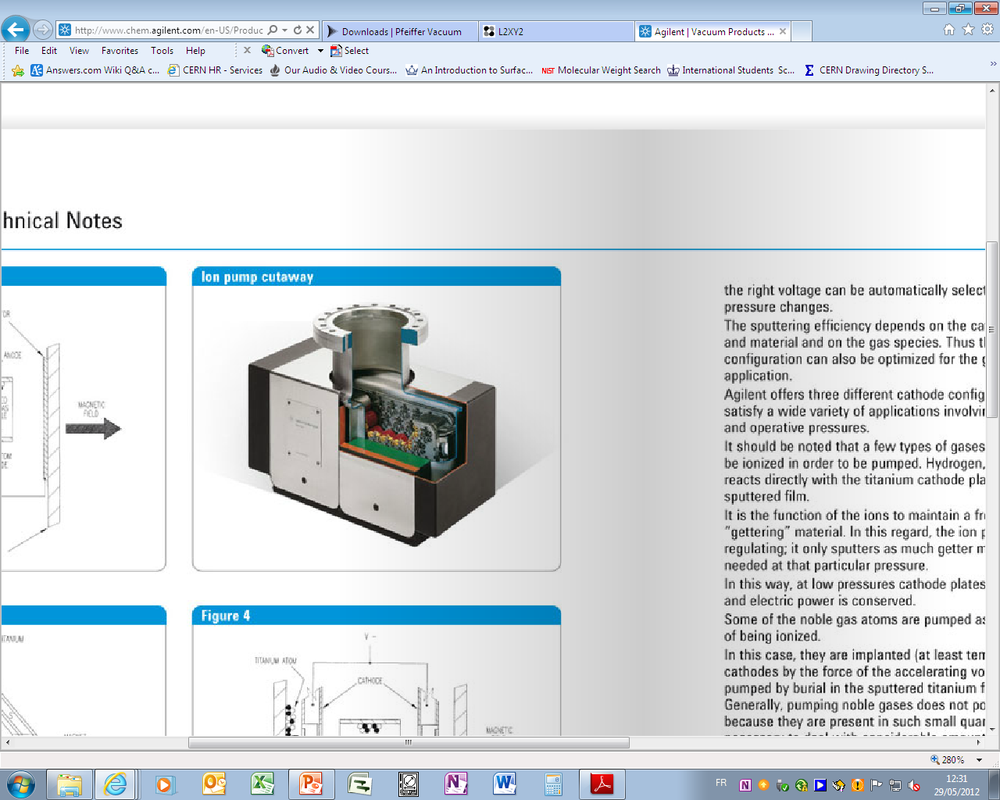 http://www.chem.agilent.com/en-US/Produc
Downloads | Pfeiffer Vacuum
L2XY2
Agilent | Vacuum Products ...
File Edit View Favorites Tools Help
Convert
Select
Answers.com Wiki Q&A c...
CERN HR - Services
Our Audio & Video Cours...
An Introduction to Surfac...
NIST Molecular Weight Search
International Students Sc...
CERN Drawing Directory S...
hnical Notes
Ion pump cutaway
TOR
ANODE
MAGNETIC
FIELD
the right voltage can be automatically select
pressure changes.
The sputtering efficiency depends on the ca
and material and on the gas species. Thus t
configuration can also be optimized for the g
application.
Agilent offers three different cathode config
satisfy a wide variety of applications involvi
and operative pressures.
It should be noted that a few types of gases
be ionized in order to be pumped. Hydrogen,
reacts directly with the titanium cathode pla
sputtered film.
It is the function of the ions to maintain a fr
“gettering” material. In this regard, the ion p
regulating; it only sputters as much getter m
needed at that particular pressure.
In this way, at low pressures cathode plates
and electric power is conserved.
Some of the noble gas atoms are pumped as
of being ionized.
In this case, they are implanted (at least tem
cathodes by the force of the accelerating vo
pumped by burial in the sputtered titanium f
Generally, pumping noble gases does not po
because they are present in such small quar
Figure 4
ITANIUM
V -
TITANIUM ATOM
CATHODE
MAGNETIC
280%
FR
12:31
29/05/2012